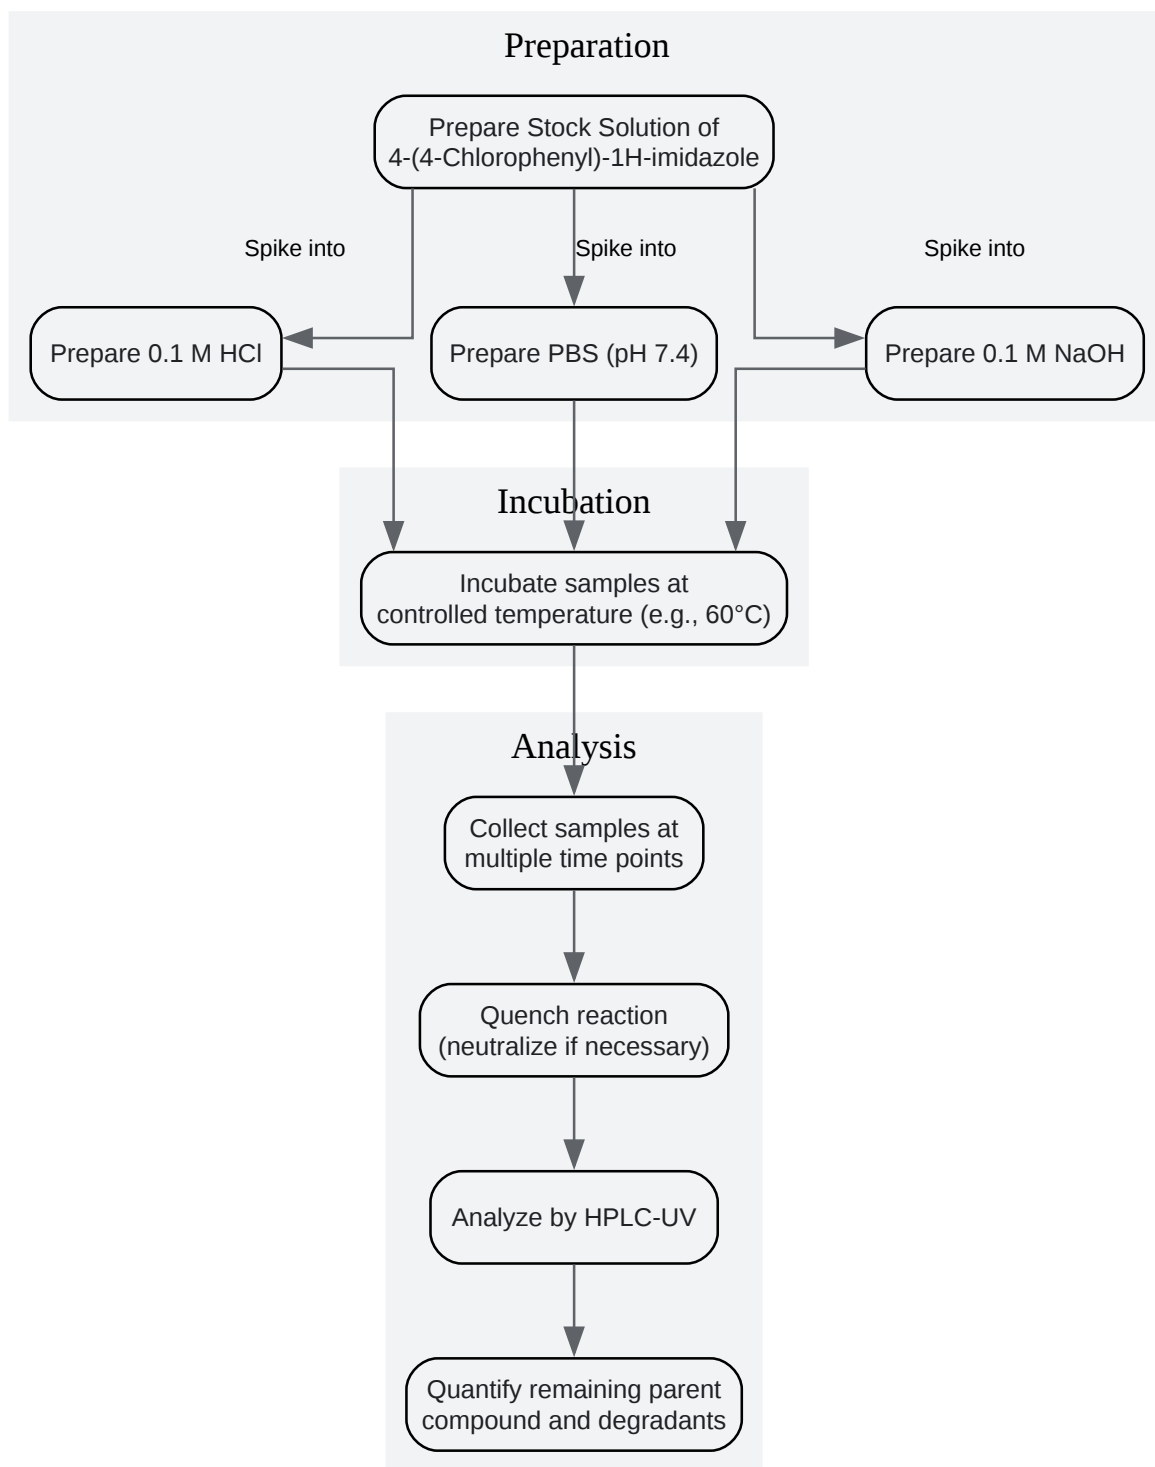 Preparation
Prepare Stock Solution of
4-(4-Chlorophenyl)-1H-imidazole
Spike into
Spike into
Spike into
Prepare 0.1 M HCl
Prepare PBS (pH 7.4)
Prepare 0.1 M NaOH
Incubation
Incubate samples at
controlled temperature (e.g., 60°C)
Analysis
Collect samples at
multiple time points
Quench reaction
(neutralize if necessary)
Analyze by HPLC-UV
Quantify remaining parent
compound and degradants